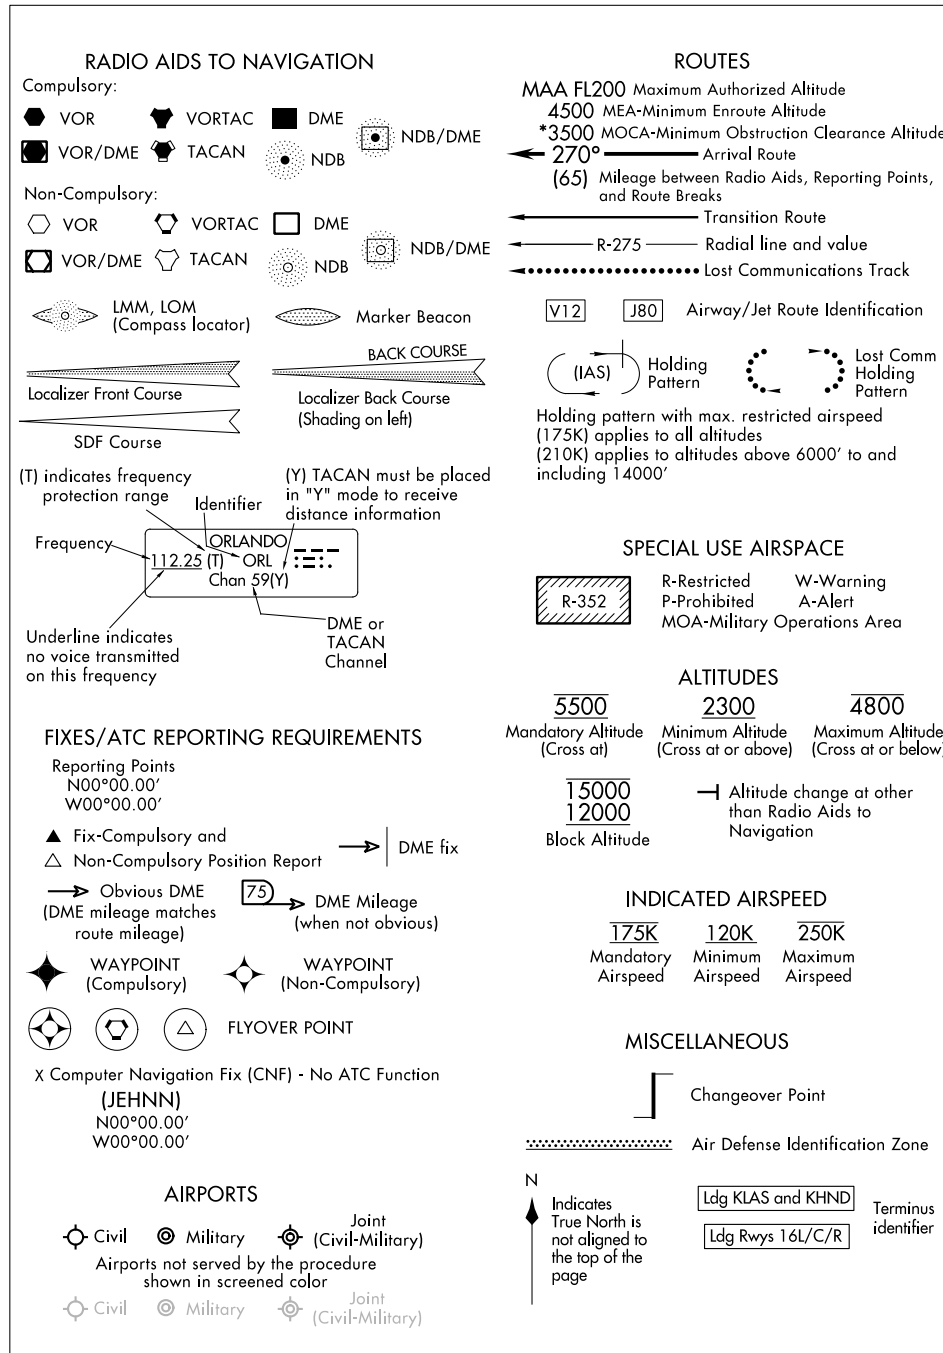 RADIO AIDS TO NAVIGATION
Compulsory:
VOR
VORTAC
DME
NDB/DME
VOR/DME
TACAN
NDB
Non-Compulsory:
VOR
VORTAC
DME
NDB/DME
VOR/DME
TACAN
NDB
LMM, LOM
(Compass locator)
Marker Beacon
Localizer Front Course
BACK COURSE
Localizer Back Course
(Shading on left)
SDF Course
(T) indicates frequency
protection range
Identifier
(Y) TACAN must be placed
in "Y" mode to receive
distance information
Frequency
ORLANDO
112.25 (T) ORL
Chan 59(Y)
Underline indicates
no voice transmitted
on this frequency
DME or
TACAN
Channel
FIXES/ATC REPORTING REQUIREMENTS
Reporting Points
N00°00.00′
W00°00.00′
Fix-Compulsory and
Non-Compulsory Position Report
DME fix
Obvious DME
(DME mileage matches
route mileage)
75
DME Mileage
(when not obvious)
WAYPOINT
(Compulsory)
WAYPOINT
(Non-Compulsory)
FLYOVER POINT
X Computer Navigation Fix (CNF) - No ATC Function
(JEHNN)
N00°00.00′
W00°00.00′
AIRPORTS
Civil
Military
Joint
(Civil-Military)
Airports not served by the procedure
shown in screened color
Civil
Military
Joint
(Civil-Military)
ROUTES
MAA FL200 Maximum Authorized Altitude
4500 MEA-Minimum Enroute Altitude
*3500 MOCA-Minimum Obstruction Clearance Altitude
270° Arrival Route
(65) Mileage between Radio Aids, Reporting Points,
and Route Breaks
Transition Route
R-275 Radial line and value
Lost Communications Track
V12 J80 Airway/Jet Route Identification
(IAS)
Holding
Pattern
Lost Comm
Holding
Pattern
Holding pattern with max. restricted airspeed
(175K) applies to all altitudes
(210K) applies to altitudes above 6000′ to and
including 14000′
SPECIAL USE AIRSPACE
R-352
R-Restricted W-Warning
P-Prohibited A-Alert
MOA-Military Operations Area
ALTITUDES
5500
Mandatory Altitude
(Cross at)
2300
Minimum Altitude
(Cross at or above)
4800
Maximum Altitude
(Cross at or below)
15000
12000
Block Altitude
Altitude change at other
than Radio Aids to
Navigation
INDICATED AIRSPEED
175K
Mandatory
Airspeed
120K
Minimum
Airspeed
250K
Maximum
Airspeed
MISCELLANEOUS
Changeover Point
Air Defense Identification Zone
N
Indicates
True North is
not aligned to
the top of the
page
Ldg KLAS and KHND
Ldg Rwys 16L/C/R
Terminus
identifier